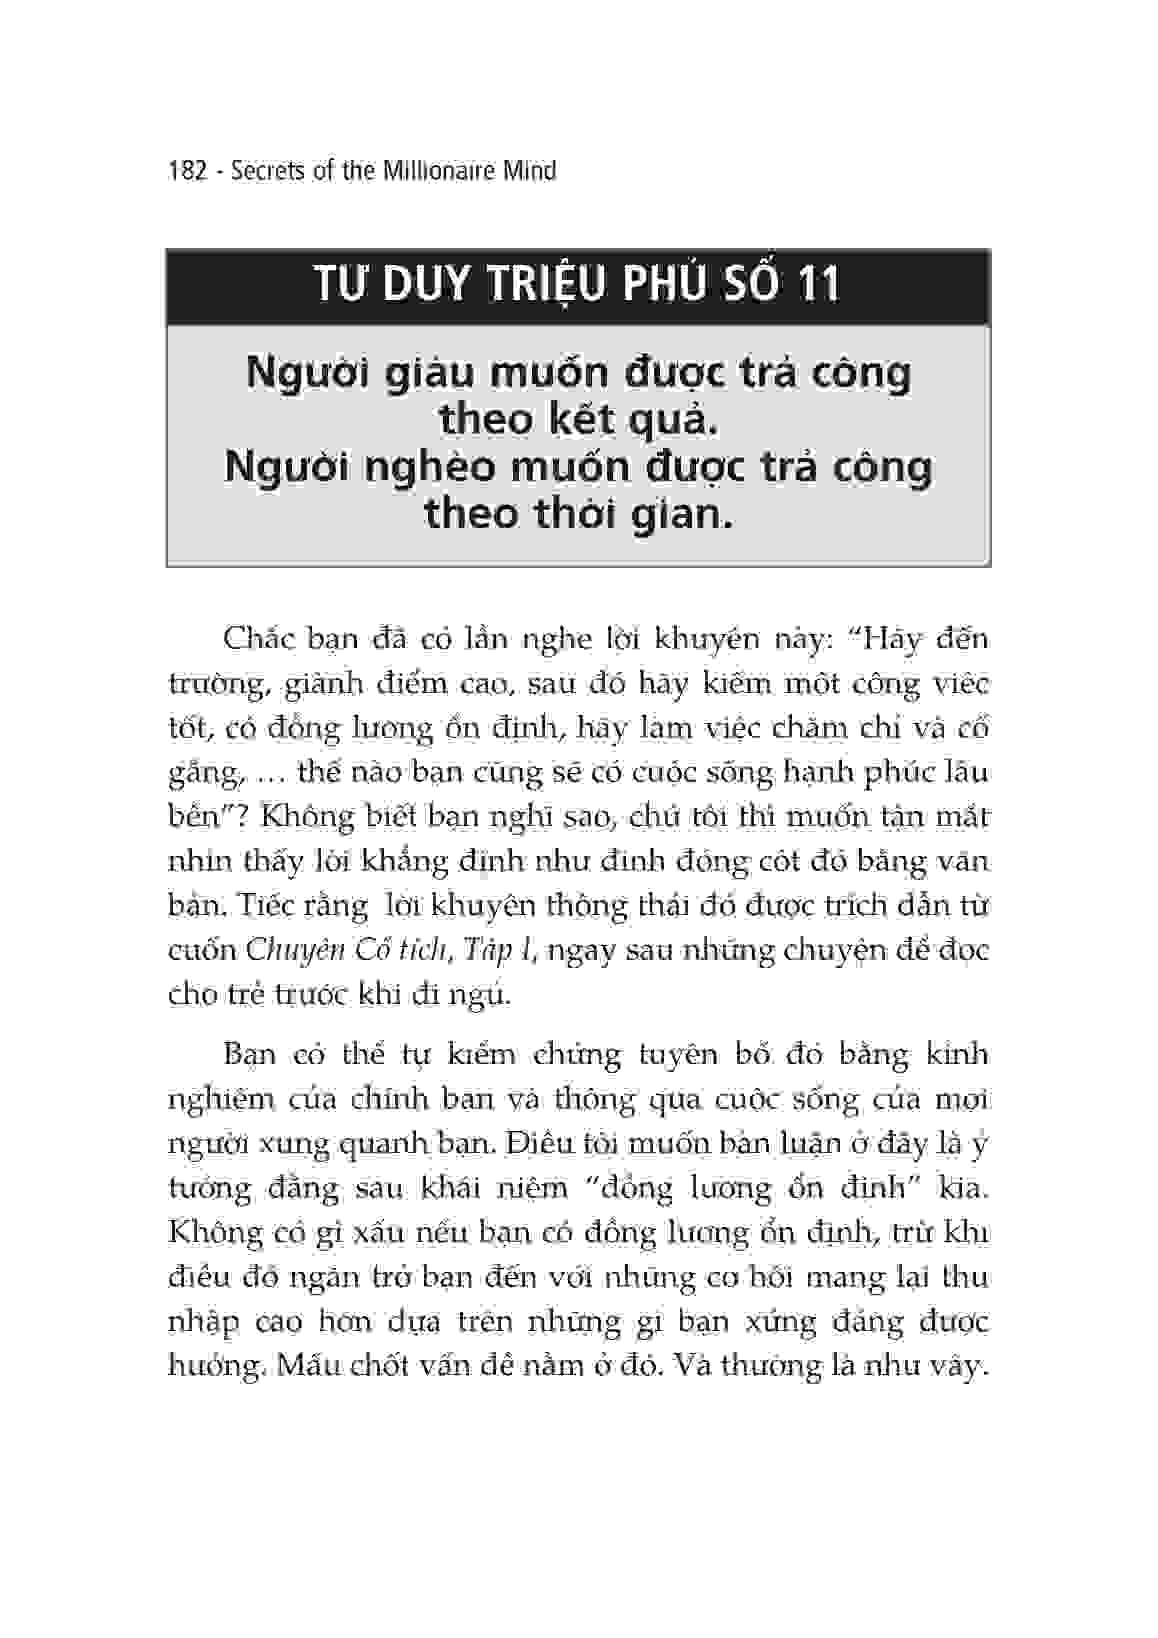 182 - Secrets of the Millionaire Mind
TƯ DUY TRIỆU PHÚ SỐ 11
Người giàu muốn được trả công
theo kết quả.
Người nghèo muốn được trả công
theo thời gian.
Chắc bạn đã có lần nghe lời khuyên này: “Hãy đến
trường, giành điểm cao, sau đó hãy kiếm một công việc
tốt, có đồng lương ổn định, hãy làm việc chăm chỉ và cố
gắng, … thế nào bạn cũng sẽ có cuộc sống hạnh phúc lâu
bền”? Không biết bạn nghĩ sao, chứ tôi thì muốn tận mắt
nhìn thấy lời khẳng định như đinh đóng cột đó bằng văn
bản. Tiếc rằng lời khuyên thông thái đó được trích dẫn từ
cuốn Chuyện Cổ tích, Tập I, ngay sau những chuyện để đọc
cho trẻ trước khi đi ngủ.
Bạn có thể tự kiểm chứng tuyên bố đó bằng kinh
nghiệm của chính bạn và thông qua cuộc sống của mọi
người xung quanh bạn. Điều tôi muốn bàn luận ở đây là ý
tưởng đằng sau khái niệm “đồng lương ổn định” kia.
Không có gì xấu nếu bạn có đồng lương ổn định, trừ khi
điều đó ngăn trở bạn đến với những cơ hội mang lại thu
nhập cao hơn dựa trên những gì bạn xứng đáng được
hưởng. Mấu chốt vấn đề nằm ở đó. Và thường là như vậy.